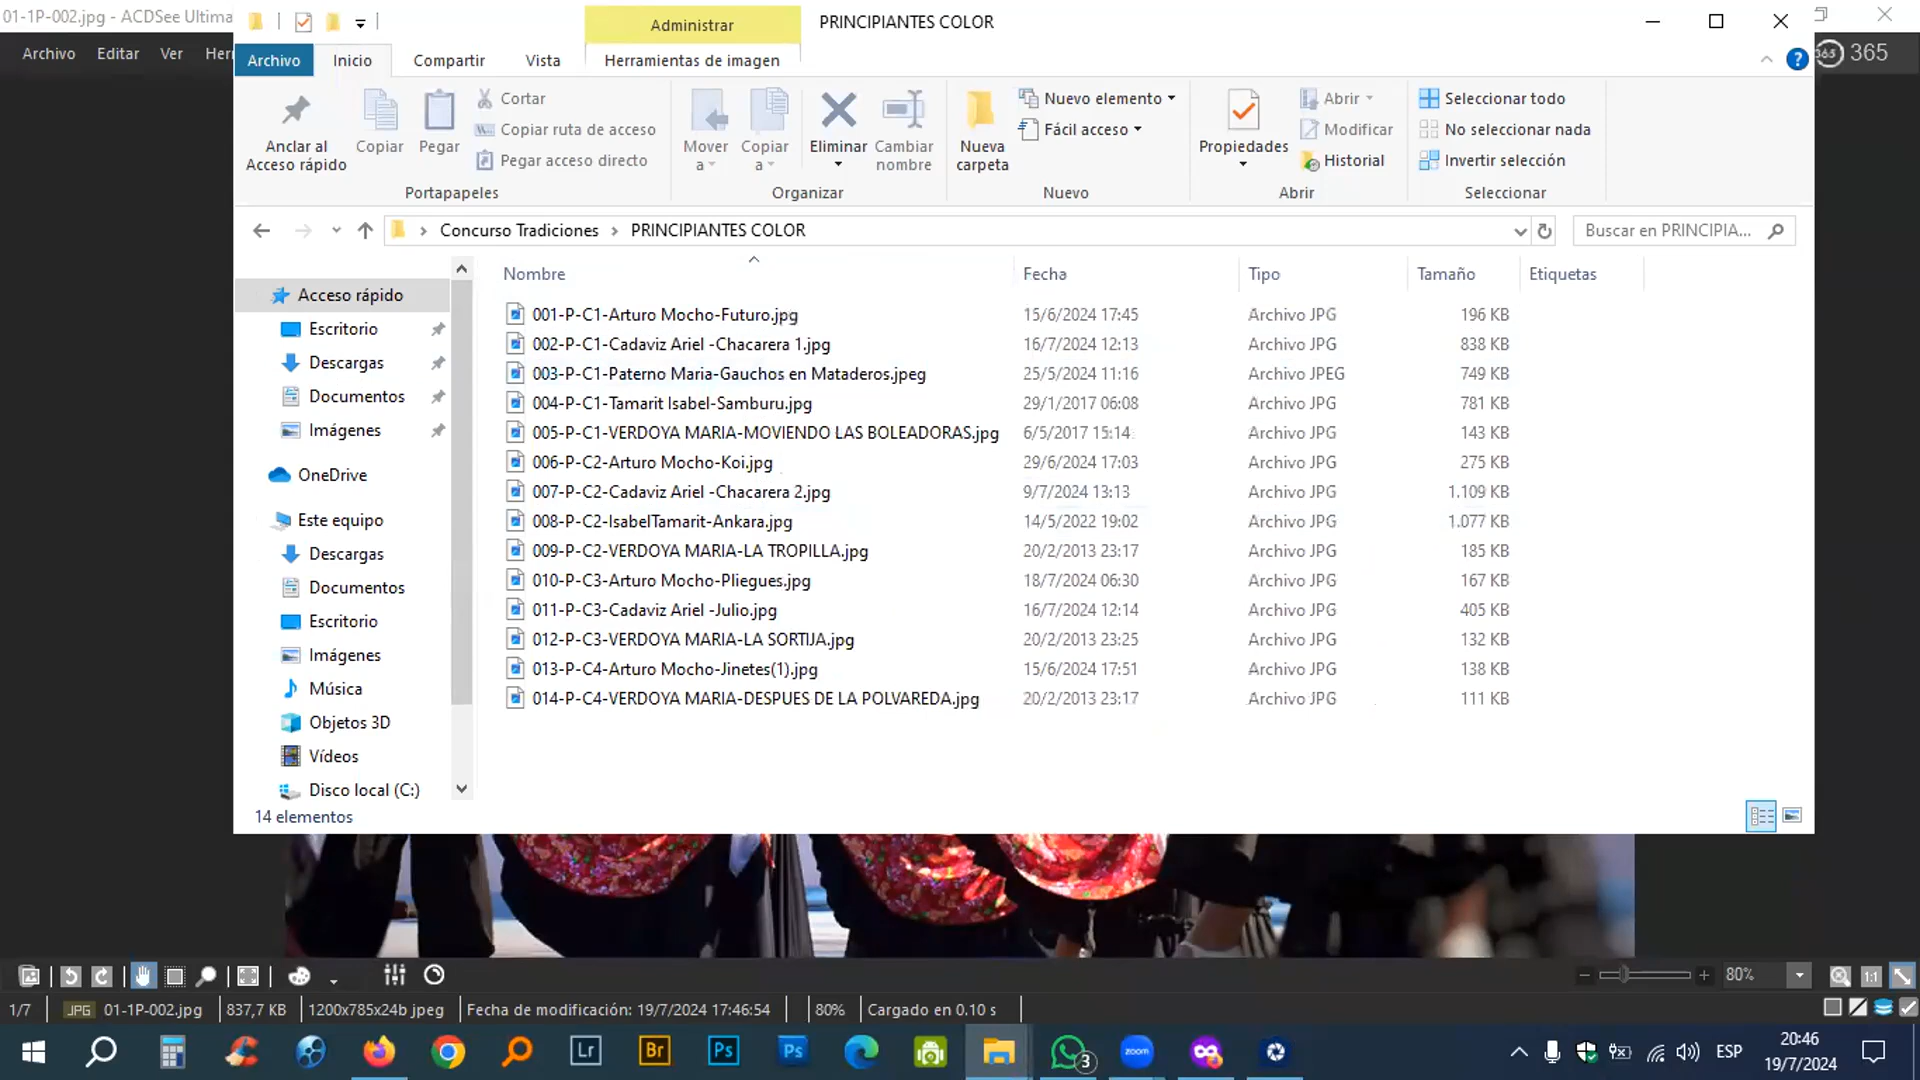 01-1P-002.jpg - ACDSee Ultima
Administrar
PRINCIPIANTES COLOR
Archivo Editar Ver Her
Archivo Inicio Compartir Vista Herramientas de imagen
? 365 365
Anclar al
Acceso rápido
Copiar
Pegar
Cortar
Copiar ruta de acceso
Pegar acceso directo
Portapapeles
Mover
a
Copiar
a
Eliminar
Cambiar
nombre
Organizar
Nueva
carpeta
Nuevo elemento
Fácil acceso
Nuevo
Propiedades
Abrir
Modificar
Historial
Abrir
Seleccionar todo
No seleccionar nada
Invertir selección
Seleccionar
Concurso Tradiciones › PRINCIPIANTES COLOR
Buscar en PRINCIPIA...
Nombre Fecha Tipo Tamaño Etiquetas
Acceso rápido
Escritorio
Descargas
Documentos
Imágenes
OneDrive
Este equipo
Descargas
Documentos
Escritorio
Imágenes
Música
Objetos 3D
Vídeos
Disco local (C:)
001-P-C1-Arturo Mocho-Futuro.jpg 15/6/2024 17:45 Archivo JPG 196 KB
002-P-C1-Cadaviz Ariel -Chacarera 1.jpg 16/7/2024 12:13 Archivo JPG 838 KB
003-P-C1-Paterno Maria-Gauchos en Mataderos.jpeg 25/5/2024 11:16 Archivo JPEG 749 KB
004-P-C1-Tamarit Isabel-Samburu.jpg 29/1/2017 06:08 Archivo JPG 781 KB
005-P-C1-VERDOYA MARIA-MOVIENDO LAS BOLEADORAS.jpg 6/5/2017 15:14 Archivo JPG 143 KB
006-P-C2-Arturo Mocho-Koi.jpg 29/6/2024 17:03 Archivo JPG 275 KB
007-P-C2-Cadaviz Ariel -Chacarera 2.jpg 9/7/2024 13:13 Archivo JPG 1.109 KB
008-P-C2-IsabelTamarit-Ankara.jpg 14/5/2022 19:02 Archivo JPG 1.077 KB
009-P-C2-VERDOYA MARIA-LA TROPILLA.jpg 20/2/2013 23:17 Archivo JPG 185 KB
010-P-C3-Arturo Mocho-Pliegues.jpg 18/7/2024 06:30 Archivo JPG 167 KB
011-P-C3-Cadaviz Ariel -Julio.jpg 16/7/2024 12:14 Archivo JPG 405 KB
012-P-C3-VERDOYA MARIA-LA SORTIJA.jpg 20/2/2013 23:25 Archivo JPG 132 KB
013-P-C4-Arturo Mocho-Jinetes(1).jpg 15/6/2024 17:51 Archivo JPG 138 KB
014-P-C4-VERDOYA MARIA-DESPUES DE LA POLVAREDA.jpg 20/2/2013 23:17 Archivo JPG 111 KB
14 elementos
80% 1:1
1/7 JPG 01-1P-002.jpg 837,7 KB 1200x785x24b jpeg Fecha de modificación: 19/7/2024 17:46:54 80% Cargado en 0.10 s
Lr Br Ps Ps 3 zoom ESP
20:46
19/7/2024